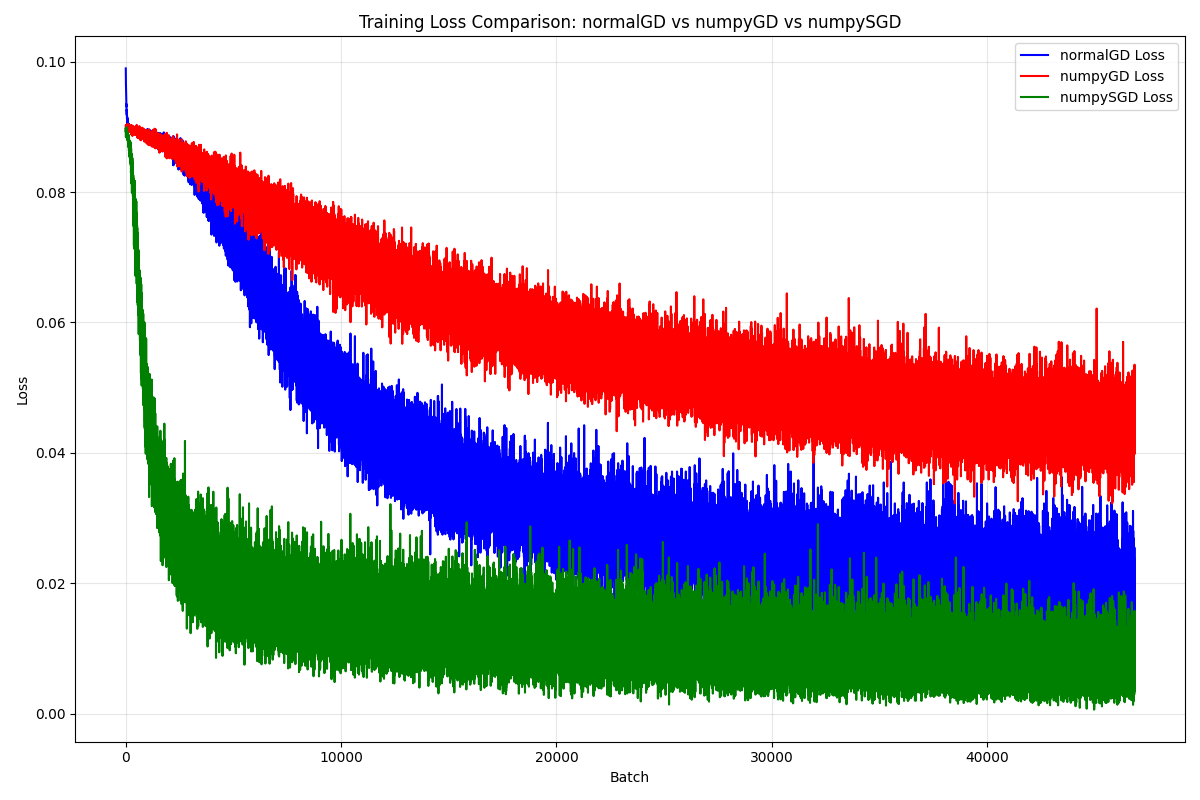 Training Loss Comparison: normalGD vs numpyGD vs numpySGD
normalGD Loss
numpyGD Loss
numpySGD Loss
Loss
0.10
0.08
0.06
0.04
0.02
0.00
0 10000 20000 30000 40000
Batch